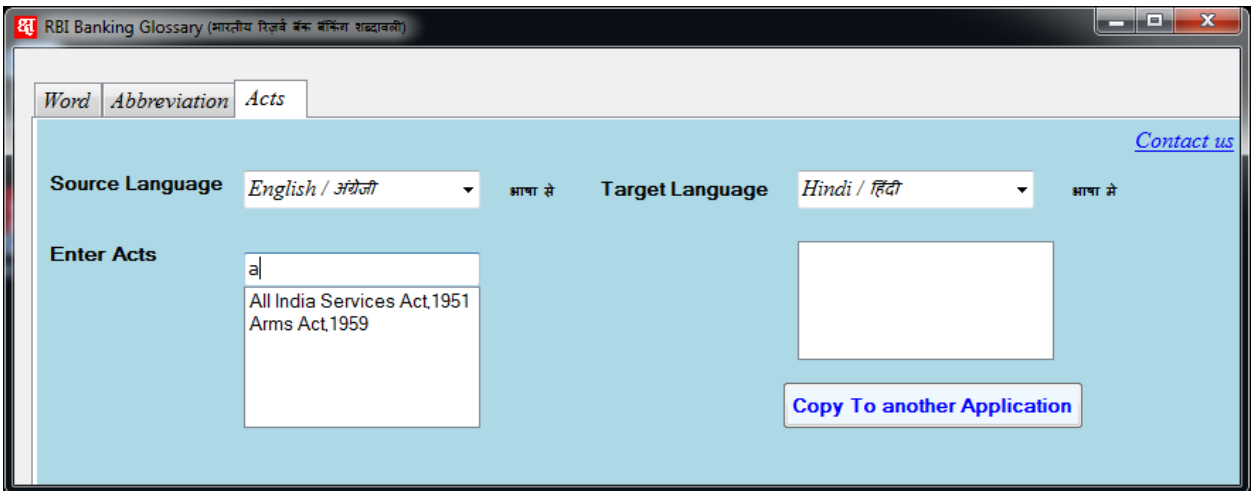 क्ष RBI Banking Glossary (भारतीय रिज़र्व बँक बँकिंग शब्दावली)
Word Abbreviation Acts
Contact us
Source Language English / अंग्रेजी भाषा से Target Language Hindi / हिंदी भाषा मे
Enter Acts
a
All India Services Act,1951
Arms Act,1959
Copy To another Application